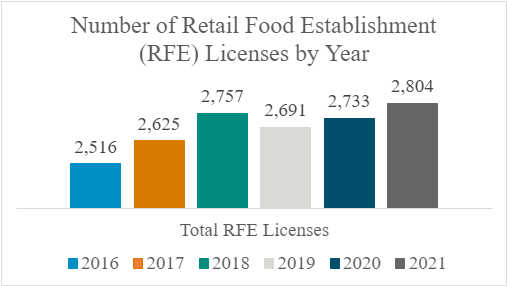 Number of Retail Food Establishment
(RFE) Licenses by Year
2,516
2,625
2,757
2,691
2,733
2,804
Total RFE Licenses
2016 2017 2018 2019 2020 2021